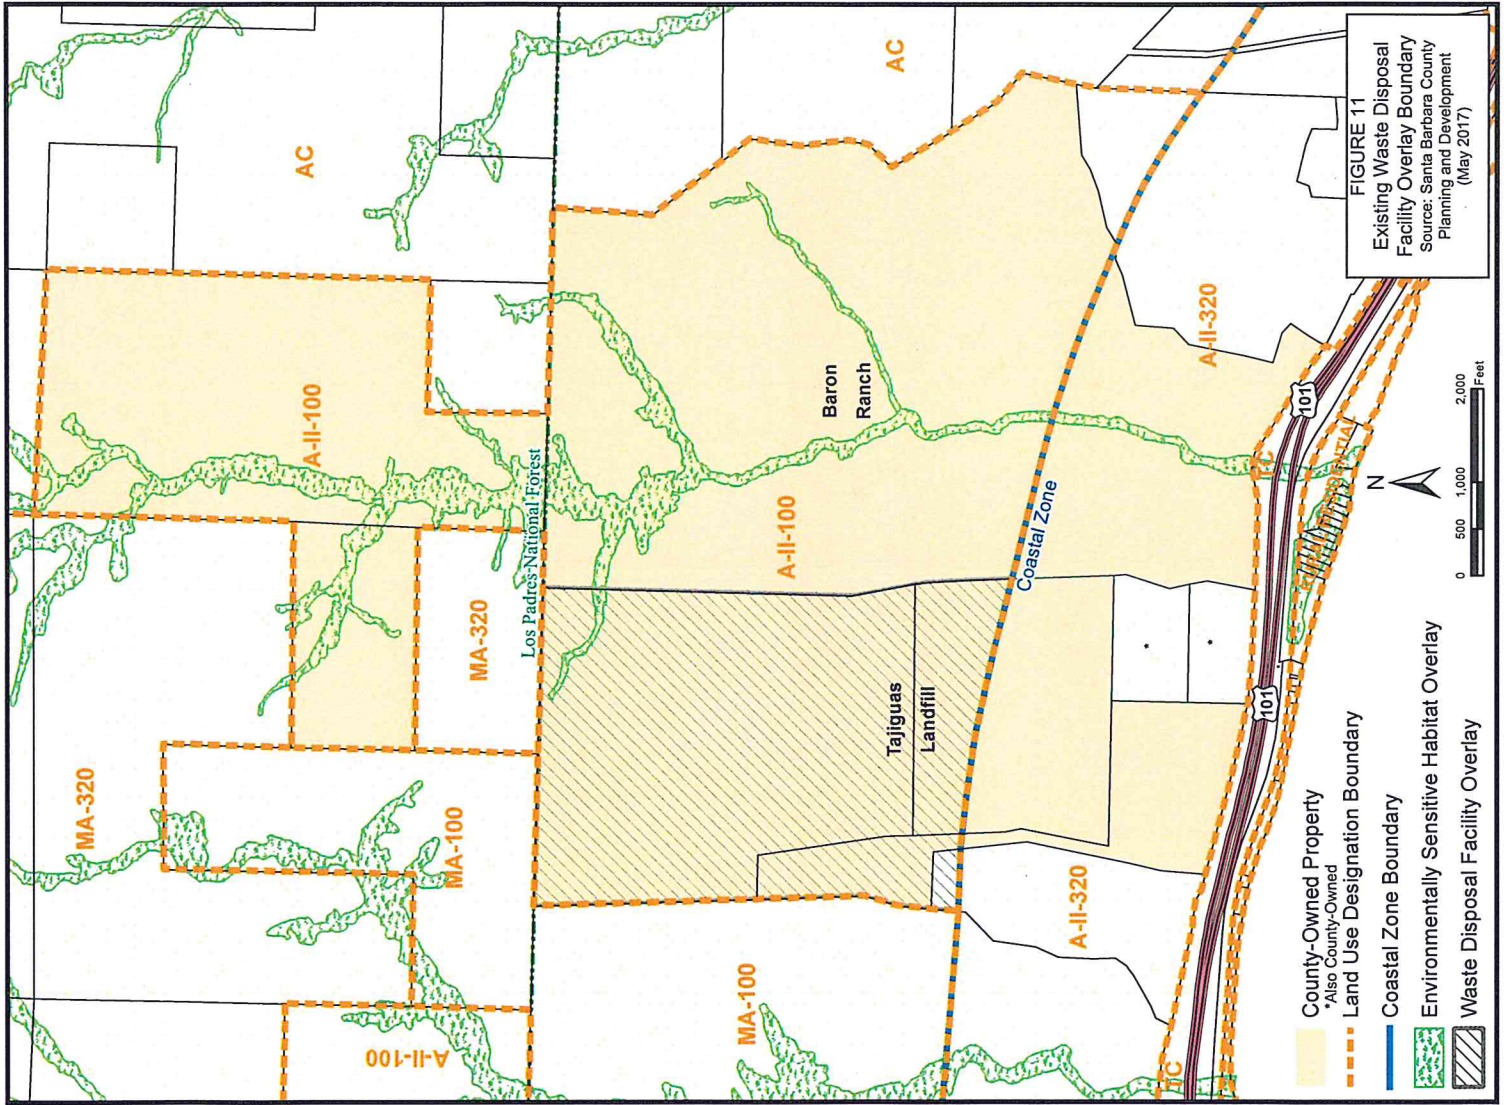 MA-320
MA-100
A-II-100
A-II-100
AC
MA-320
Los Padres National Forest
MA-100
A-II-100
Baron
Ranch
AC
Tajiguas
Landfill
Coastal Zone
A-II-320
A-II-320
*
*
TC
TC
101
101
RESIDENTIAL
County-Owned Property
*Also County-Owned
Land Use Designation Boundary
Coastal Zone Boundary
Environmentally Sensitive Habitat Overlay
Waste Disposal Facility Overlay
N
0 500 1,000 2,000
Feet
FIGURE 11
Existing Waste Disposal
Facility Overlay Boundary
Source: Santa Barbara County
Planning and Development
(May 2017)